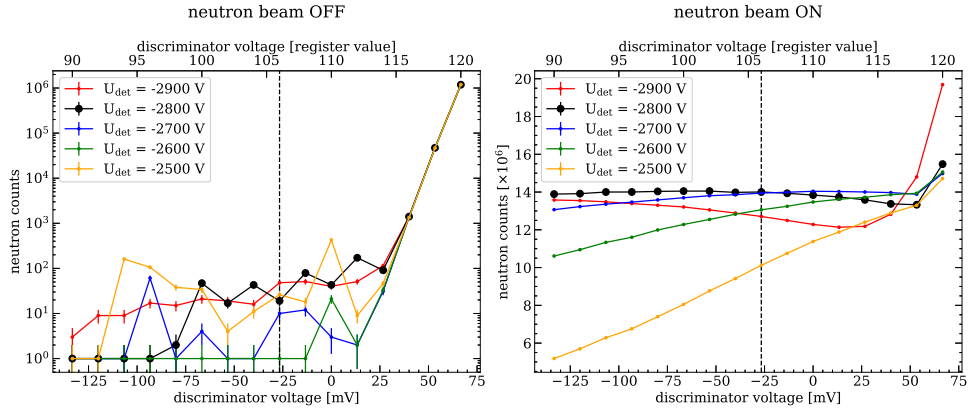 neutron beam OFF
discriminator voltage [register value]
90 95 100 105 110 115 120
10^6
10^5
10^4
10^3
10^2
10^1
10^0
neutron counts
U_det = -2900 V
U_det = -2800 V
U_det = -2700 V
U_det = -2600 V
U_det = -2500 V
−125 −100 −75 −50 −25 0 25 50 75
discriminator voltage [mV]
neutron beam ON
discriminator voltage [register value]
90 95 100 105 110 115 120
20
18
16
14
12
10
8
6
neutron counts [×10^6]
U_det = -2900 V
U_det = -2800 V
U_det = -2700 V
U_det = -2600 V
U_det = -2500 V
−125 −100 −75 −50 −25 0 25 50 75
discriminator voltage [mV]